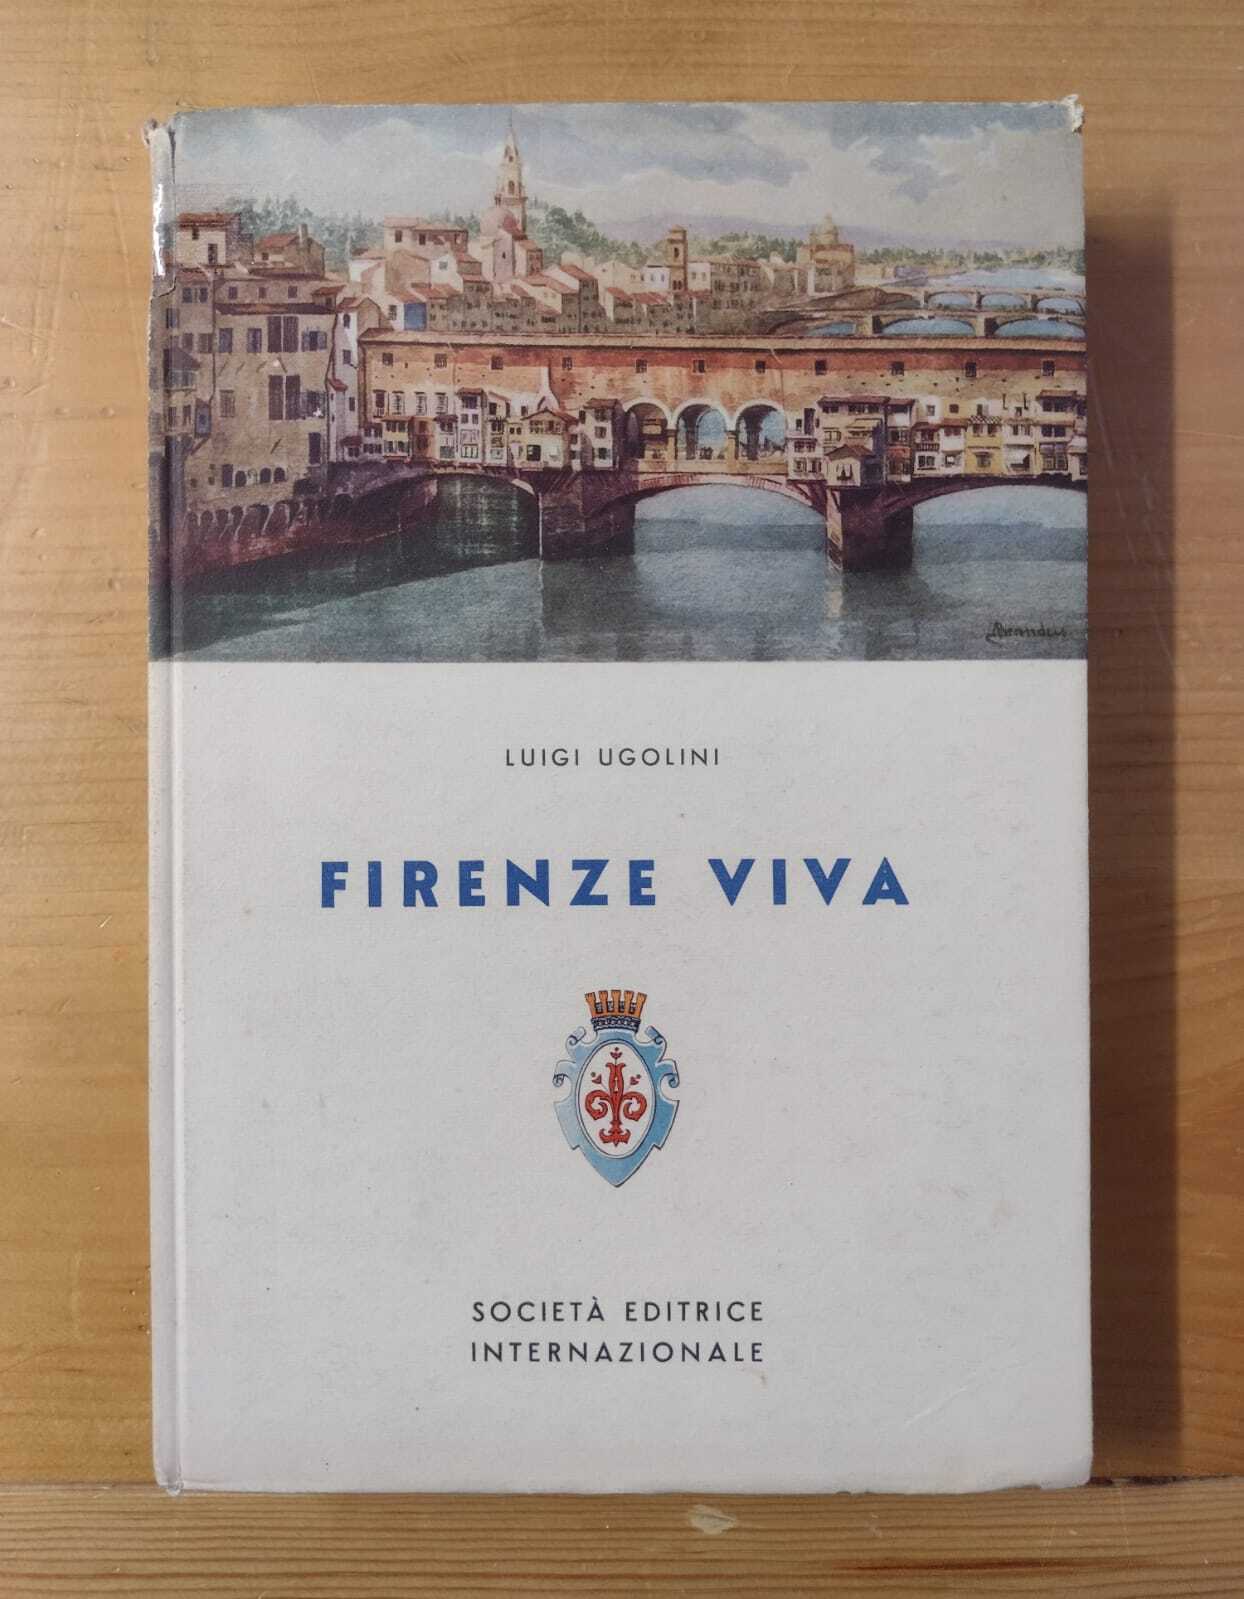 LUIGI UGOLINI
FIRENZE VIVA
SOCIETÀ EDITRICE
INTERNAZIONALE